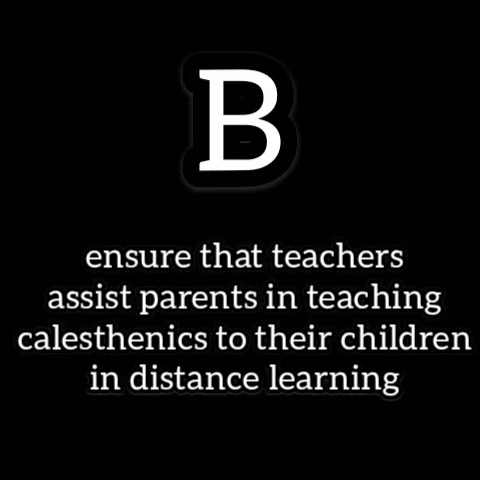 B
ensure that teachers
assist parents in teaching
calesthenics to their children
in distance learning